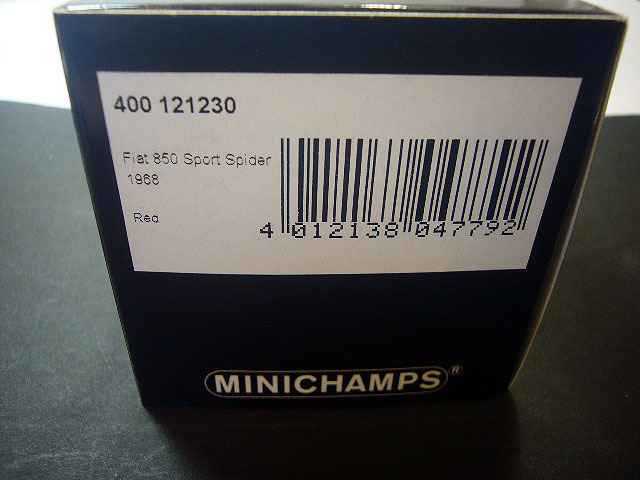 400 121230
Fiat 850 Sport Spider
1968
Red
4 012138 047792
MINICHAMPS®